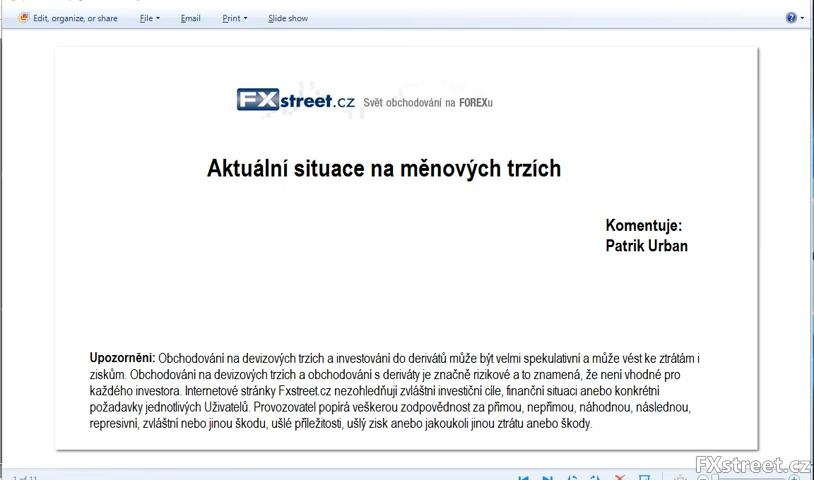 Edit, organize, or share File Email Print Slide show
FXstreet.cz Svět obchodování na FOREXu
Aktuální situace na měnových trzích
Komentuje:
Patrik Urban
Upozornění: Obchodování na devizových trzích a investování do derivátů může být velmi spekulativní a může vést ke ztrátám i
ziskům. Obchodování na devizových trzích a obchodování s deriváty je značně rizikové a to znamená, že není vhodné pro
každého investora. Internetové stránky Fxstreet.cz nezohledňují zvláštní investiční cíle, finanční situaci anebo konkrétní
požadavky jednotlivých Uživatelů. Provozovatel popírá veškerou zodpovědnost za přímou, nepřímou, náhodnou, následnou,
represivní, zvláštní nebo jinou škodu, ušlé příležitosti, ušlý zisk anebo jakoukoli jinou ztrátu anebo škody.
FXstreet.cz
1 of 11